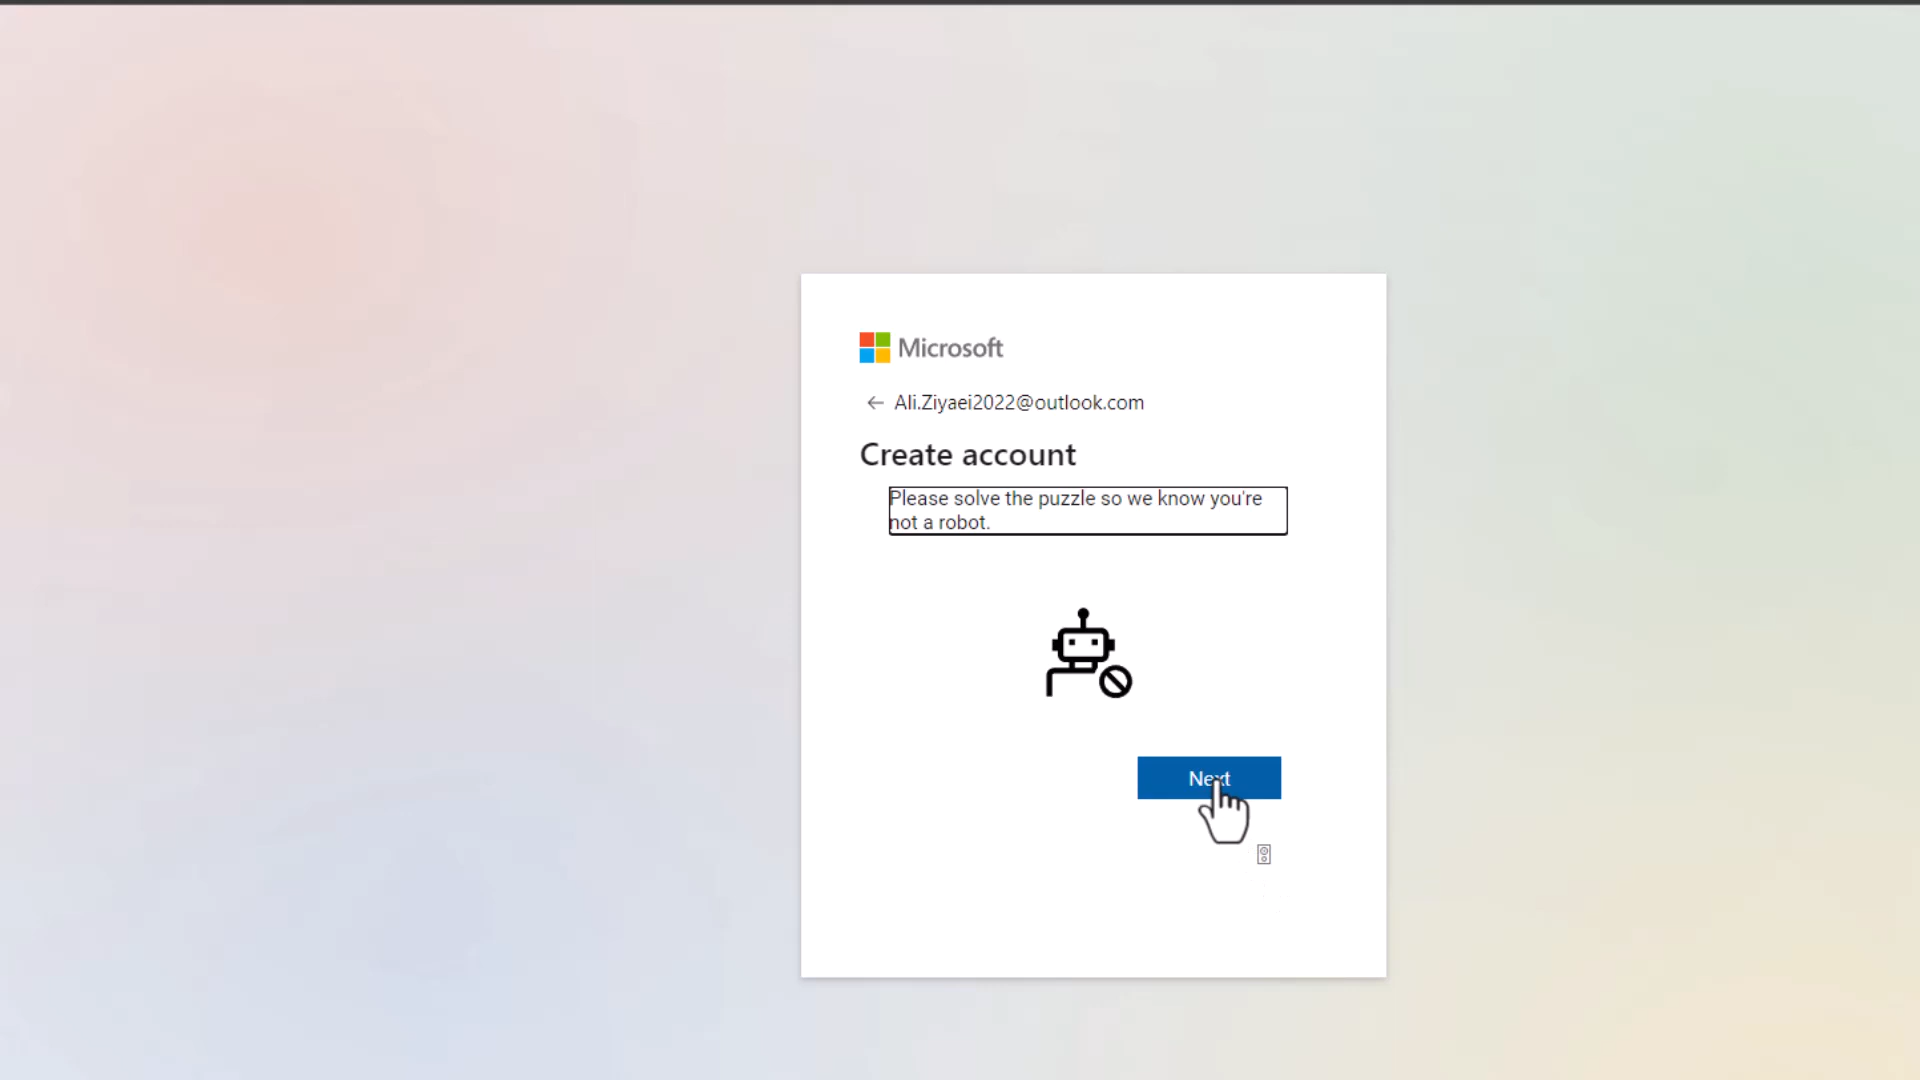 Microsoft
Ali.Ziyaei2022@outlook.com
Create account
Please solve the puzzle so we know you're
not a robot.
Next